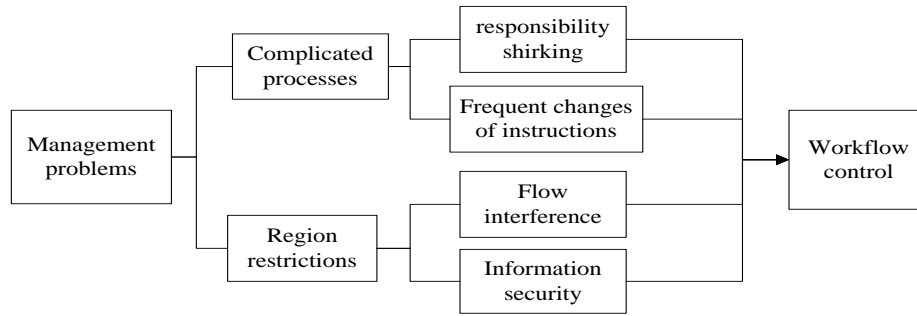 Management
problems
Complicated
processes
Region
restrictions
responsibility
shirking
Frequent changes
of instructions
Flow
interference
Information
security
Workflow
control